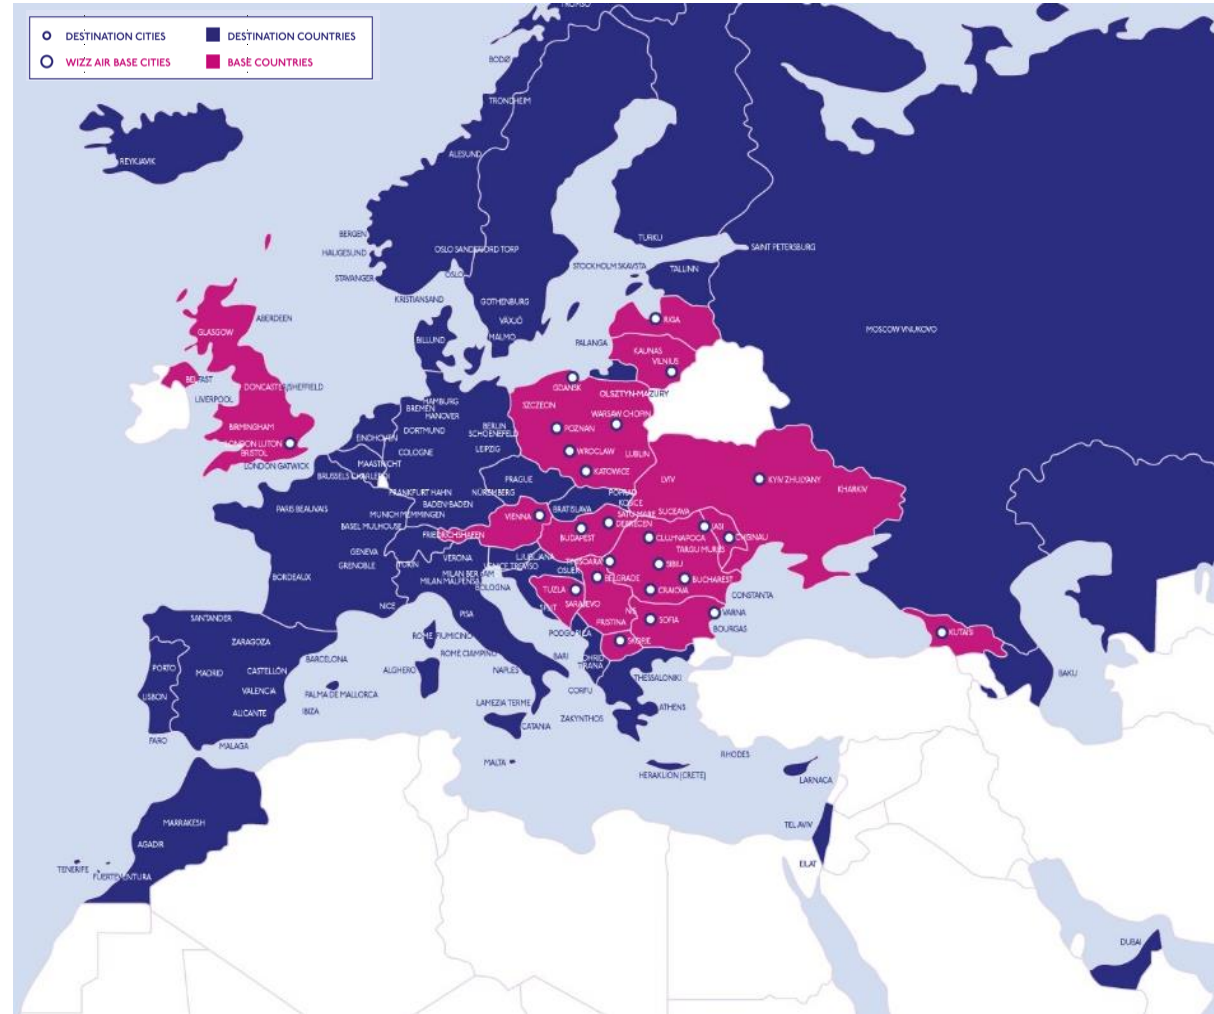 DESTINATION CITIES
DESTINATION COUNTRIES
WIZZ AIR BASE CITIES
BASE COUNTRIES
TROMSO
BODØ
TRONDHEIM
ALESUND
REYKJAVIK
BERGEN
HAUGESUND
STAVANGER
OSLO SANDEFJORD TORP
OSLO
KRISTIANSAND
TURKU
SAINT PETERSBURG
STOCKHOLM SKAVSTA
TALLINN
GOTHENBURG
VÄXJÖ
MALMO
BILLUND
RIGA
MOSCOW VNUKOVO
PALANGA
KAUNAS
VILNIUS
ABERDEEN
GLASGOW
BELFAST
DONCASTER/SHEFFIELD
LIVERPOOL
BIRMINGHAM
LONDON LUTON
BRISTOL
LONDON GATWICK
GDANSK
OLSZTYN-MAZURY
SZCZECIN
WARSAW CHOPIN
POZNAN
WROCLAW
LUBLIN
KATOWICE
HAMBURG
BREMEN
HANOVER
BERLIN
SCHOENEFELD
DORTMUND
EINDHOVEN
COLOGNE
LEIPZIG
MAASTRICHT
BRUSSELS CHARLEROI
FRANKFURT HAHN
NUREMBERG
PRAGUE
BADEN-BADEN
PARIS BEAUVAIS
MUNICH MEMMINGEN
BASEL MULHOUSE
FRIEDRICHSHAFEN
VIENNA
BRATISLAVA
POPRAD
KOSICE
LVIV
KYIV ZHULYANY
KHARKIV
SATU MARE
SUCEAVA
DEBRECEN
BUDAPEST
IASI
CHISINAU
CLUJ-NAPOCA
TARGU MURES
GENEVA
GRENOBLE
TURIN
VERONA
MILAN BERGAM
MILAN MALPENSA
LJUBLJANA
VENICE TREVISO
BOLOGNA
OSIJEK
TIMISOARA
SIBIU
BELGRADE
BUCHAREST
CRAIOVA
CONSTANTA
TUZLA
SARAJEVO
SPLIT
NIS
PRISTINA
SOFIA
VARNA
BOURGAS
KUTAISI
BAKU
BORDEAUX
NICE
PISA
PODGORICA
SKOPJE
OHRID
TIRANA
SANTANDER
ZARAGOZA
BARCELONA
PORTO
MADRID
CASTELLÓN
VALENCIA
LISBON
ALICANTE
PALMA DE MALLORCA
IBIZA
FARO
MALAGA
ROME FIUMICINO
ROME CIAMPINO
ALGHERO
NAPLES
BARI
CORFU
THESSALONIKI
LAMEZIA TERME
CATANIA
ZAKYNTHOS
ATHENS
MALTA
RHODES
HERAKLION (CRETE)
LARNACA
TEL AVIV
EILAT
MARRAKESH
AGADIR
TENERIFE
FUERTEVENTURA
DUBAI